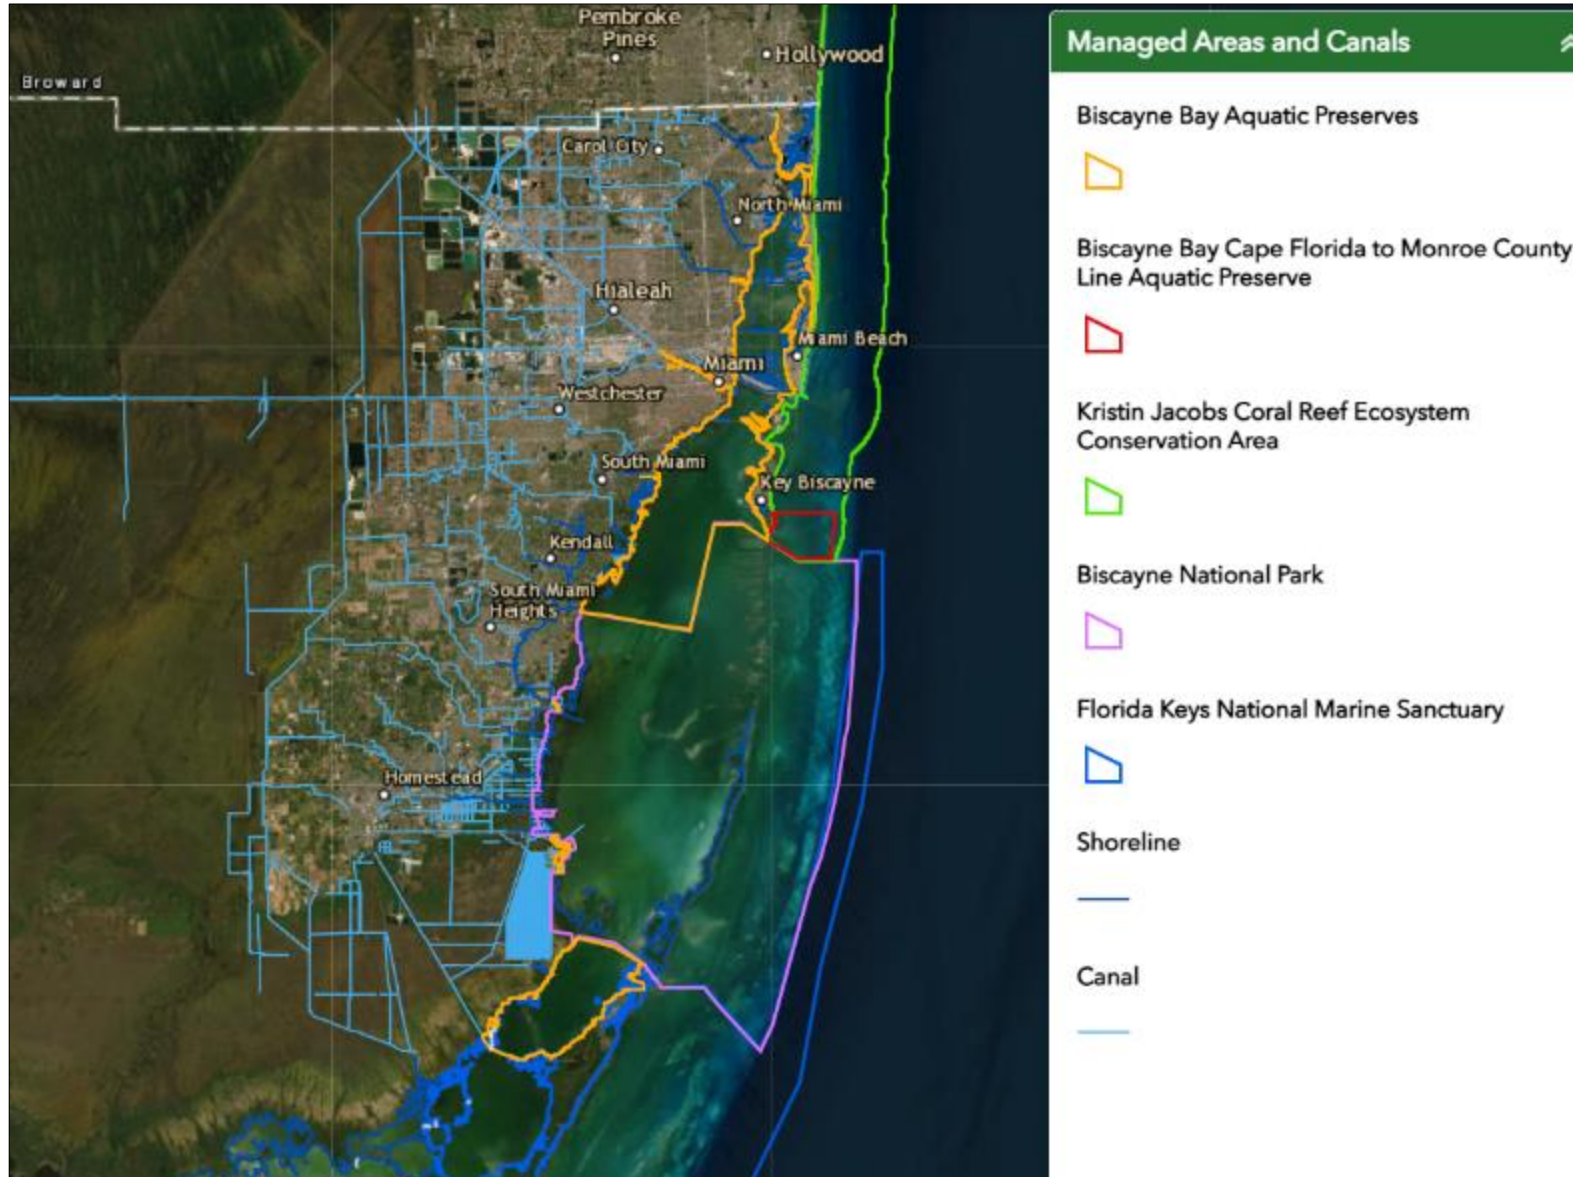 Pembroke
Pines
Hollywood
Broward
Carol City
North Miami
Hialeah
Miami Beach
Miami
Westchester
South Miami
Key Biscayne
Kendall
South Miami
Heights
Homestead
Managed Areas and Canals
Biscayne Bay Aquatic Preserves
Biscayne Bay Cape Florida to Monroe County
Line Aquatic Preserve
Kristin Jacobs Coral Reef Ecosystem
Conservation Area
Biscayne National Park
Florida Keys National Marine Sanctuary
Shoreline
Canal